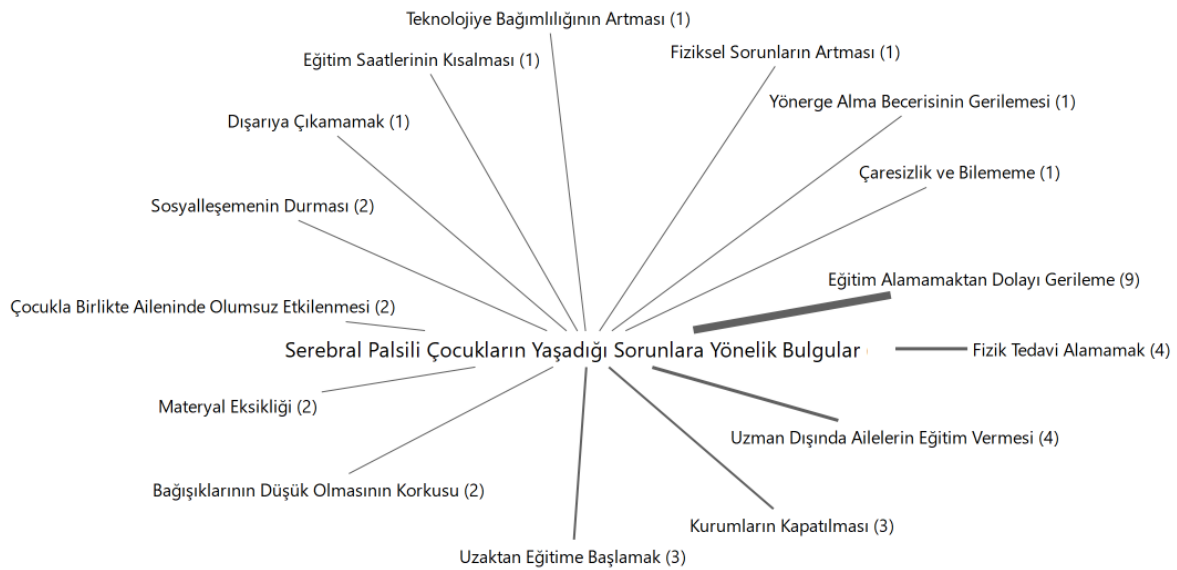 Teknolojiye Bağımlılığının Artması (1)
Fiziksel Sorunların Artması (1)
Eğitim Saatlerinin Kısalması (1)
Yönerge Alma Becerisinin Gerilemesi (1)
Dışarıya Çıkamamak (1)
Çaresizlik ve Bilememe (1)
Sosyalleşemenin Durması (2)
Eğitim Alamamaktan Dolayı Gerileme (9)
Çocukla Birlikte Aileninde Olumsuz Etkilenmesi (2)
Serebral Palsili Çocukların Yaşadığı Sorunlara Yönelik Bulgular
Fizik Tedavi Alamamak (4)
Materyal Eksikliği (2)
Uzman Dışında Ailelerin Eğitim Vermesi (4)
Bağışıklarının Düşük Olmasının Korkusu (2)
Kurumların Kapatılması (3)
Uzaktan Eğitime Başlamak (3)